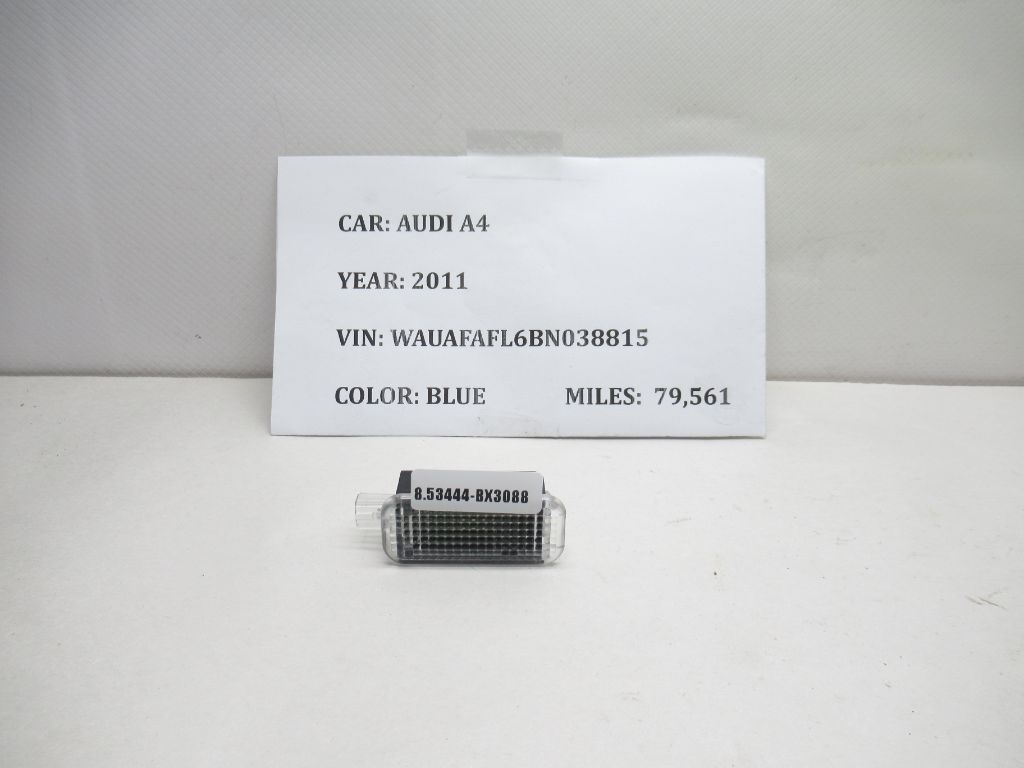 CAR: AUDI A4
YEAR: 2011
VIN: WAUAFAFL6BN038815
COLOR: BLUE MILES: 79,561
8.53444-BX3088